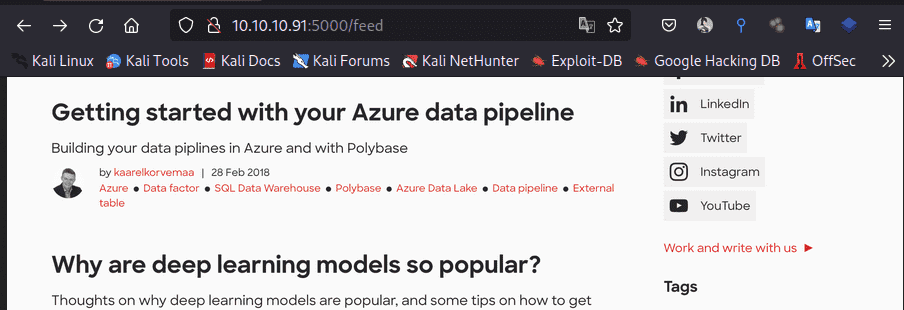 10.10.10.91:5000/feed
Kali Linux Kali Tools Kali Docs Kali Forums Kali NetHunter Exploit-DB Google Hacking DB OffSec
Getting started with your Azure data pipeline
Building your data piplines in Azure and with Polybase
by kaarelkorvemaa | 28 Feb 2018
Azure ● Data factor ● SQL Data Warehouse ● Polybase ● Azure Data Lake ● Data pipeline ● External
table
Why are deep learning models so popular?
Thoughts on why deep learning models are popular, and some tips on how to get
LinkedIn
Twitter
Instagram
YouTube
Work and write with us ►
Tags